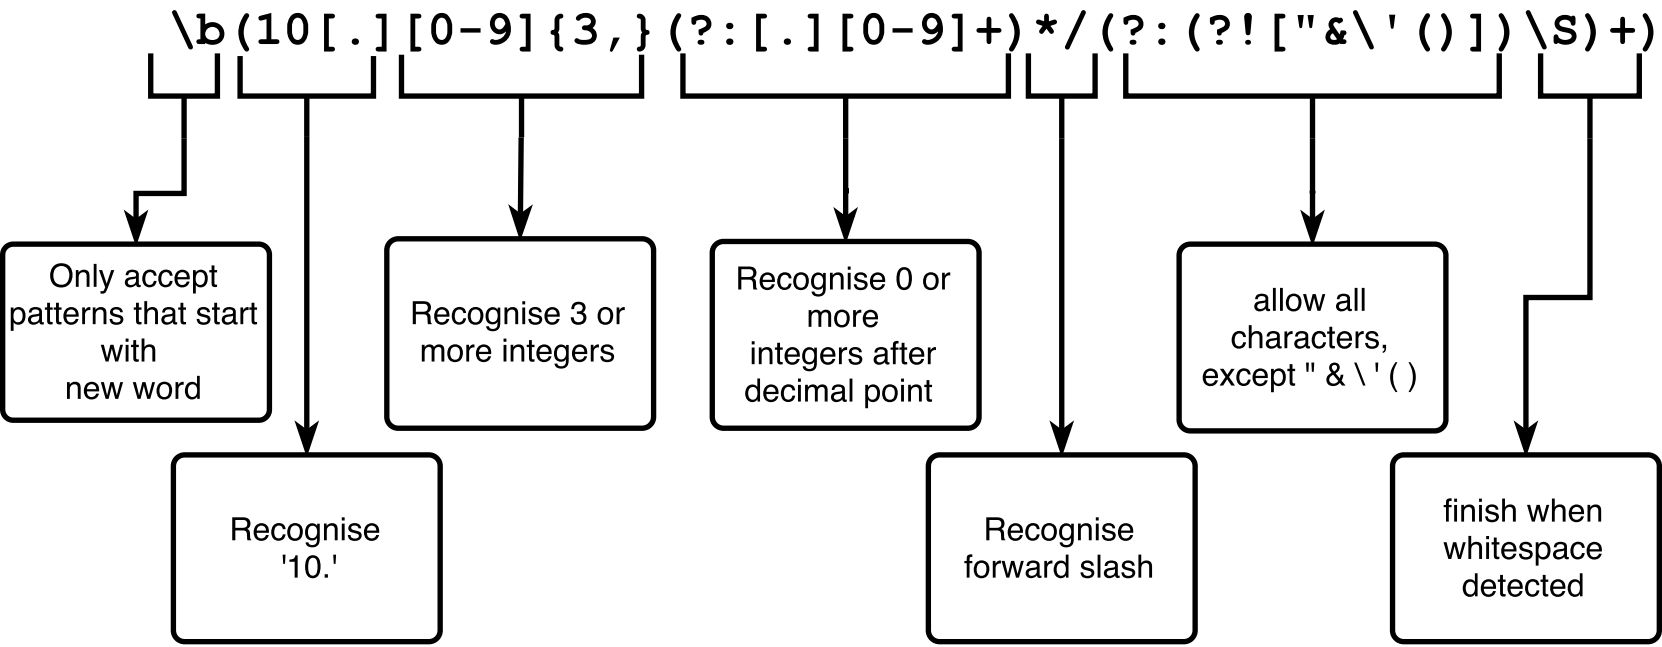 \b(10[.][0-9]{3,}(?:[.][0-9]+)*/(?:(?!["&\'()])\S)+)
Only accept
patterns that start
with
new word
Recognise
'10.'
Recognise 3 or
more integers
Recognise 0 or
more
integers after
decimal point
Recognise
forward slash
allow all
characters,
except " & \ ' ( )
finish when
whitespace
detected